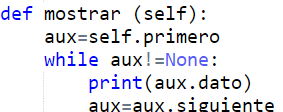 def mostrar (self):
    aux=self.primero
    while aux!=None:
        print(aux.dato)
        aux=aux.siguiente